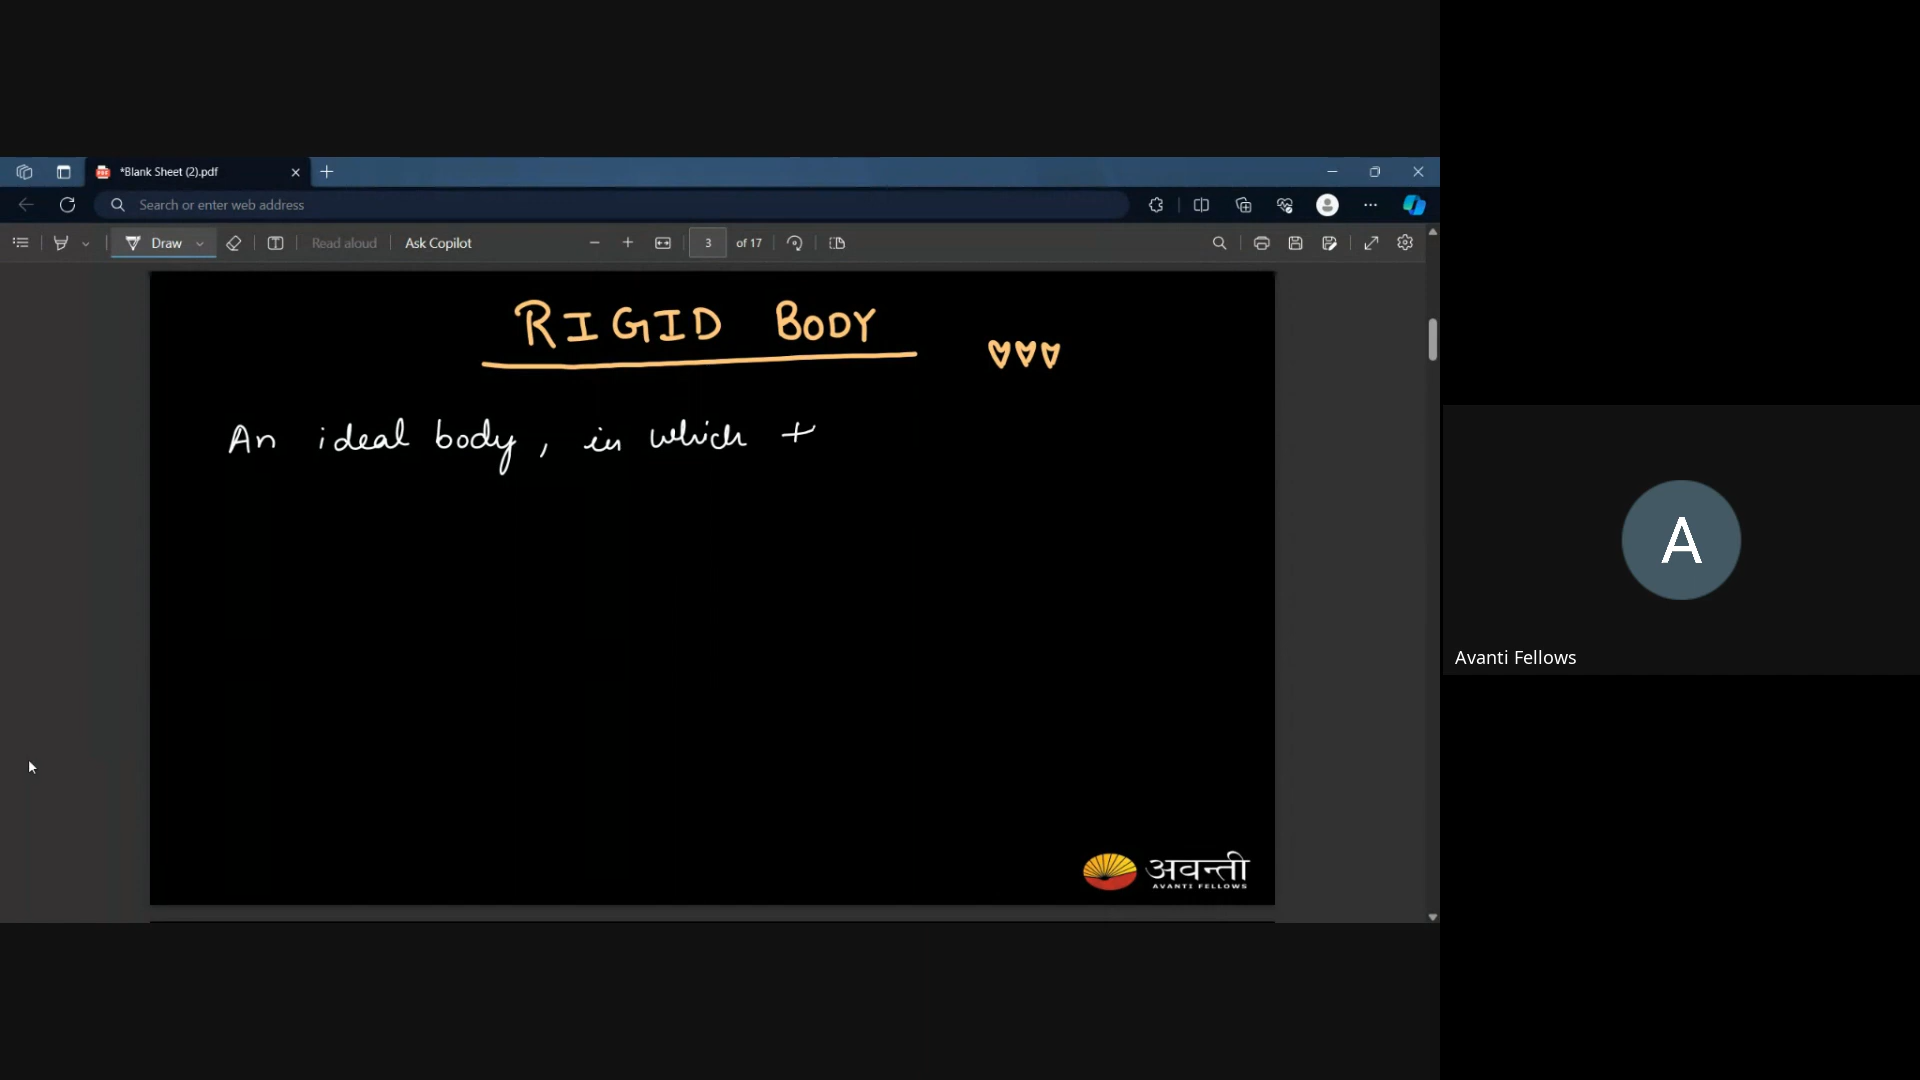 *Blank Sheet (2).pdf
Search or enter web address
Draw
Read aloud
Ask Copilot
3 of 17
RIGID BODY
An ideal body, in which t
अवन्ती
AVANTI FELLOWS
A
Avanti Fellows